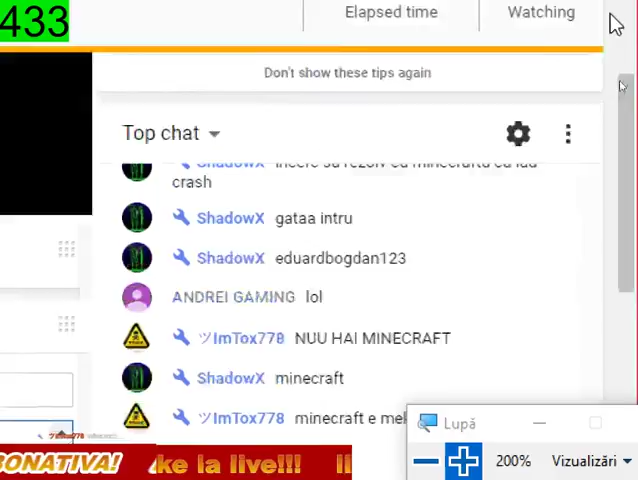 433
Elapsed time
Watching
Don't show these tips again
Top chat
ShadowX
crash
ShadowX gataa intru
ShadowX eduardbogdan123
ANDREI GAMING lol
ツImTox778 NUU HAI MINECRAFT
ShadowX minecraft
ツImTox778 minecraft e
Lupă
200% Vizualizări
ONATIVA! ke la live!!!